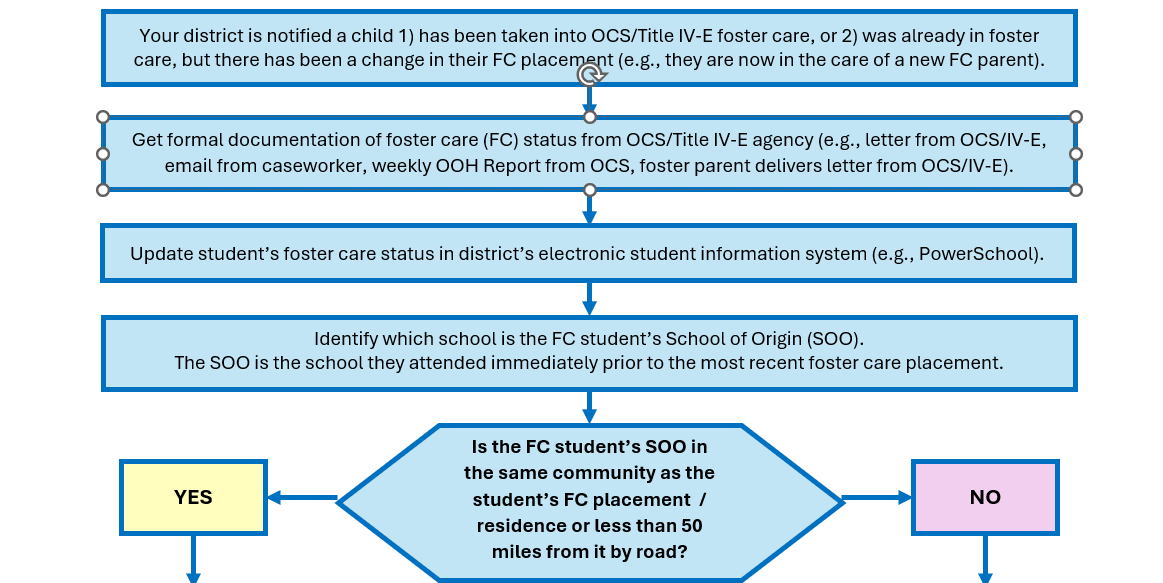 Your district is notified a child 1) has been taken into OCS/Title IV-E foster care, or 2) was already in foster
care, but there has been a change in their FC placement (e.g., they are now in the care of a new FC parent).
Get formal documentation of foster care (FC) status from OCS/Title IV-E agency (e.g., letter from OCS/IV-E,
email from caseworker, weekly OOH Report from OCS, foster parent delivers letter from OCS/IV-E).
Update student’s foster care status in district’s electronic student information system (e.g., PowerSchool).
Identify which school is the FC student’s School of Origin (SOO).
The SOO is the school they attended immediately prior to the most recent foster care placement.
Is the FC student’s SOO in
the same community as the
student’s FC placement /
residence or less than 50
miles from it by road?
YES
NO